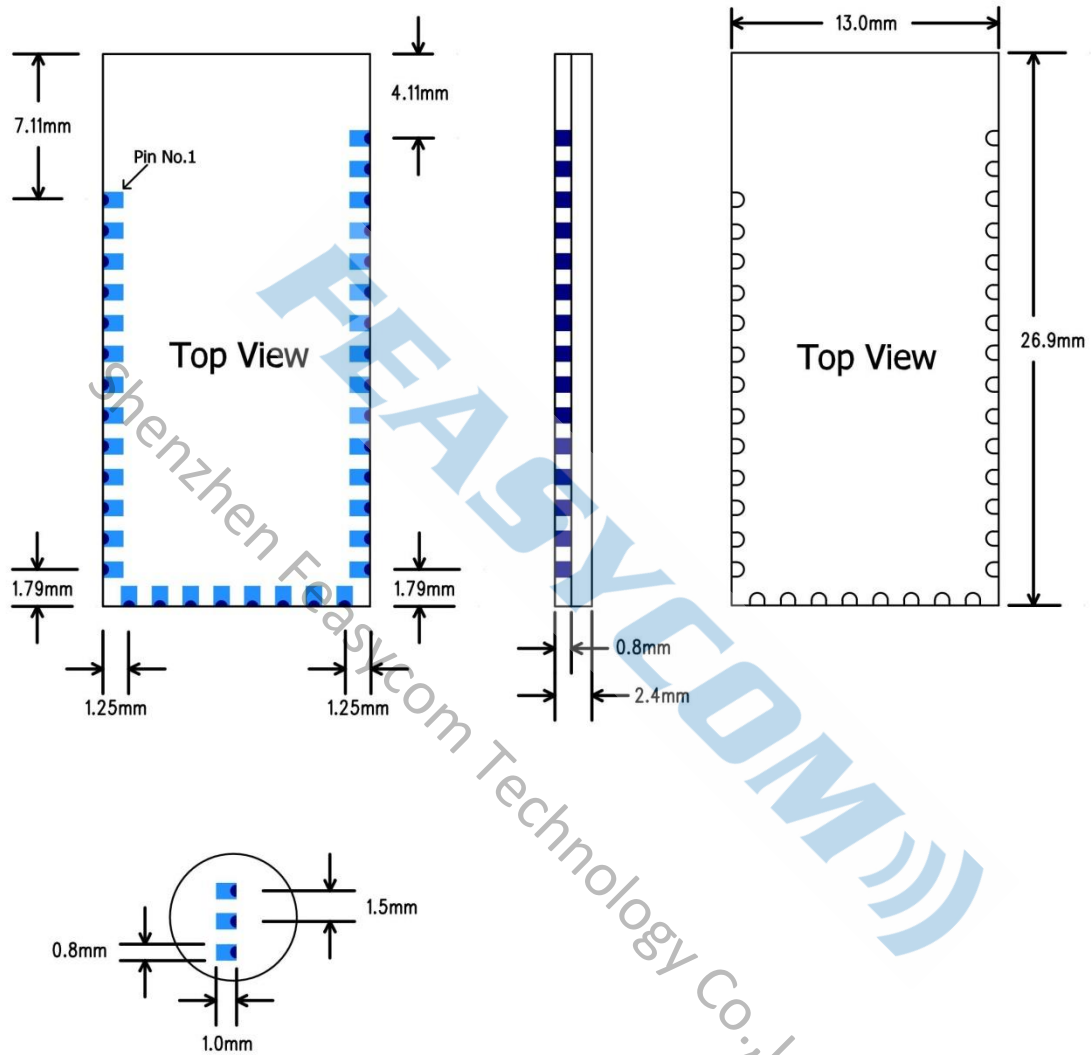 13.0mm
4.11mm
7.11mm
Pin No.1
26.9mm
Top View
Top View
1.79mm
1.79mm
0.8mm
2.4mm
1.25mm
1.25mm
1.5mm
0.8mm
1.0mm
FEASYCOM
Shenzhen Feasycom Technology Co.,